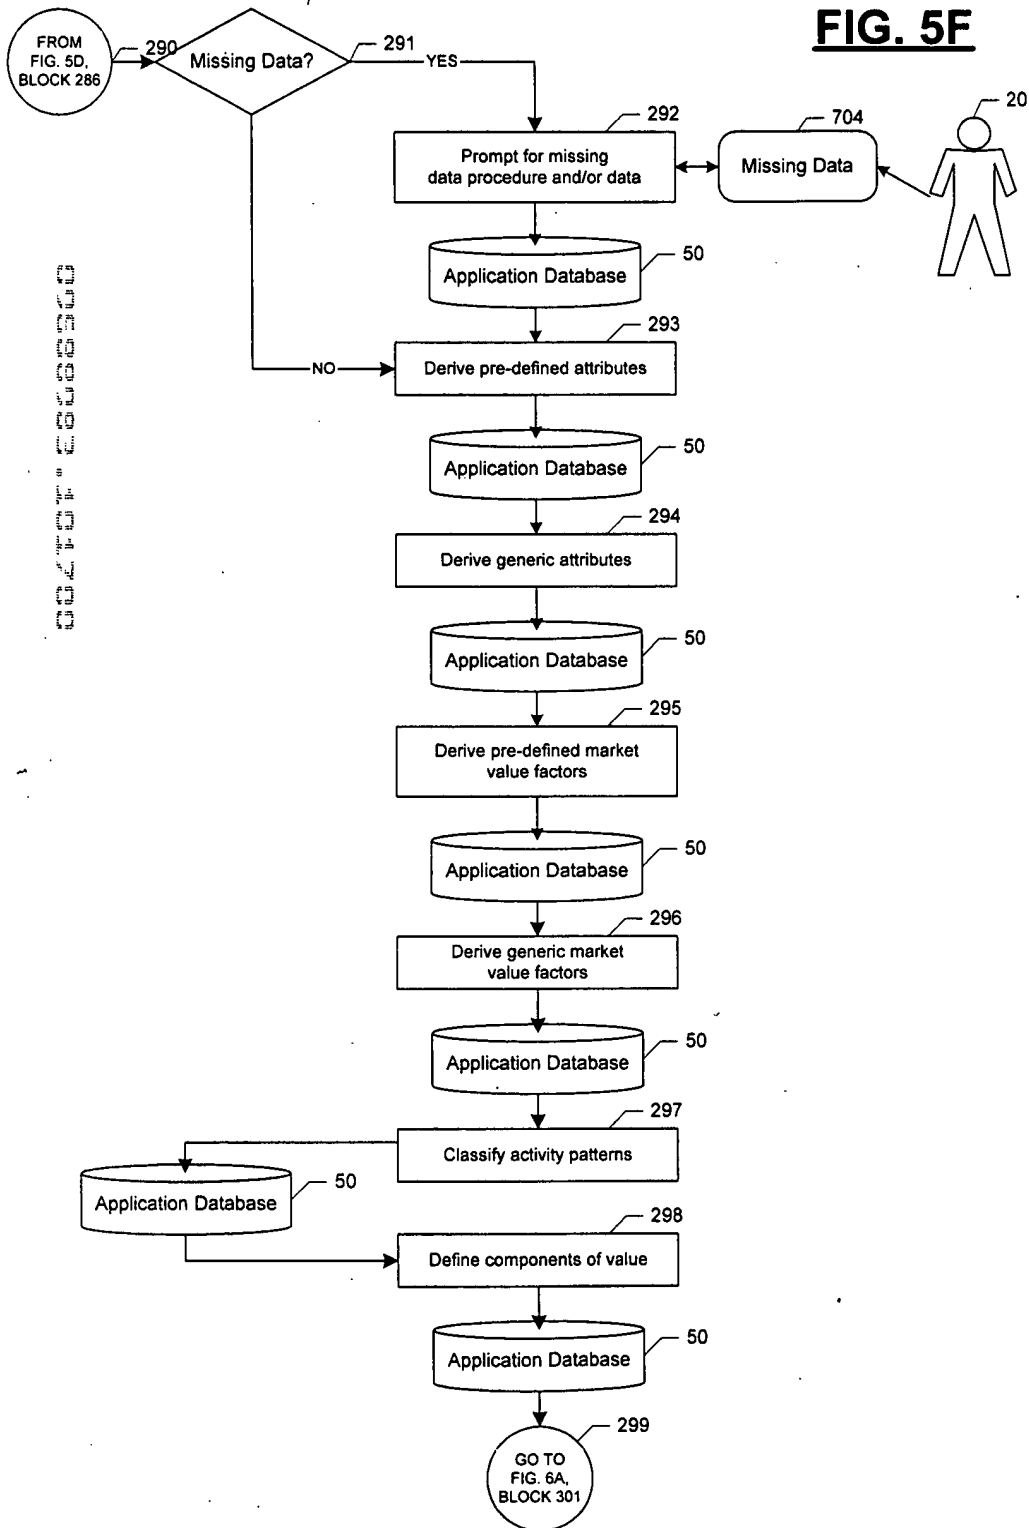 FIG. 5F
FROM
FIG. 5D,
BLOCK 286
290
Missing Data?
291
YES
292
Prompt for missing
data procedure and/or data
704
Missing Data
20
Application Database
50
293
NO
Derive pre-defined attributes
Application Database
50
294
Derive generic attributes
Application Database
50
295
Derive pre-defined market
value factors
Application Database
50
296
Derive generic market
value factors
Application Database
50
297
Classify activity patterns
Application Database
50
298
Define components of value
Application Database
50
299
GO TO
FIG. 6A,
BLOCK 301